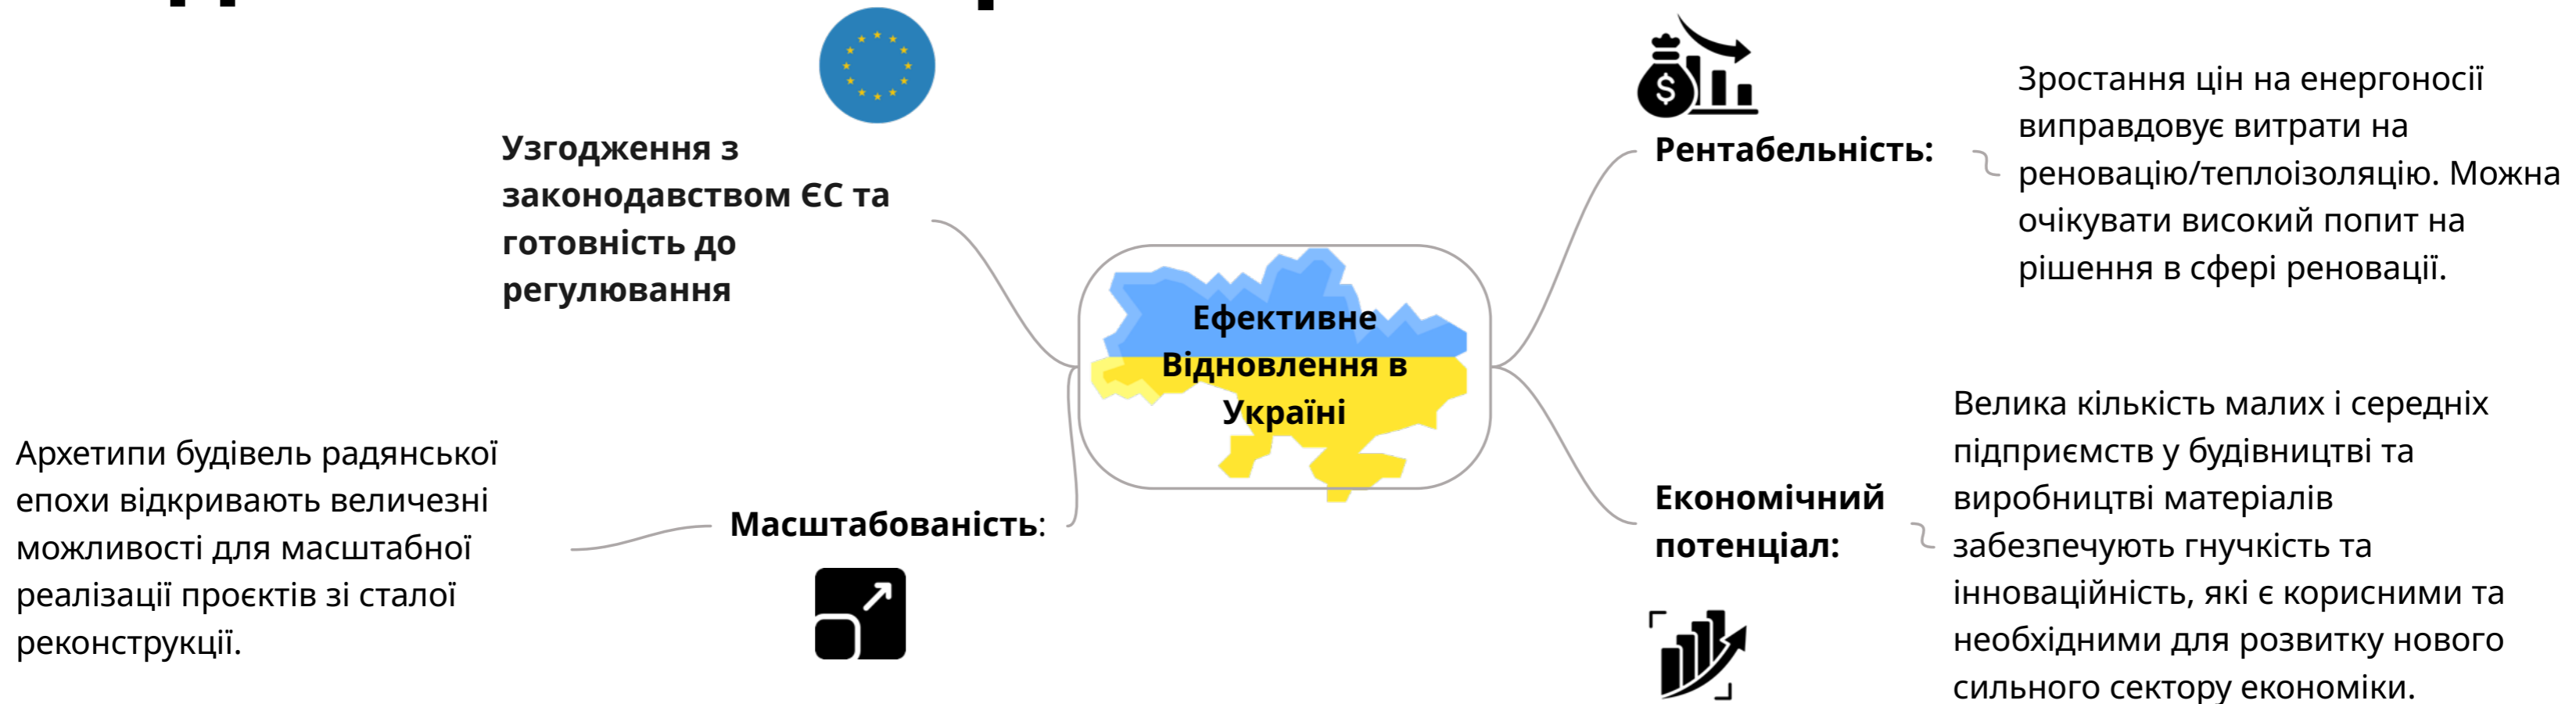 Узгодження з
законодавством ЄС та
готовність до
регулювання
Архетипи будівель радянської
епохи відкривають величезні
можливості для масштабної
реалізації проєктів зі сталої
реконструкції.
Масштабованість:
Ефективне
Відновлення в
Україні
Рентабельність:
Зростання цін на енергоносії
виправдовує витрати на
реновацію/теплоізоляцію. Можна
очікувати високий попит на
рішення в сфері реновації.
Економічний
потенціал:
Велика кількість малих і середніх
підприємств у будівництві та
виробництві матеріалів
забезпечують гнучкість та
інноваційність, які є корисними та
необхідними для розвитку нового
сильного сектору економіки.